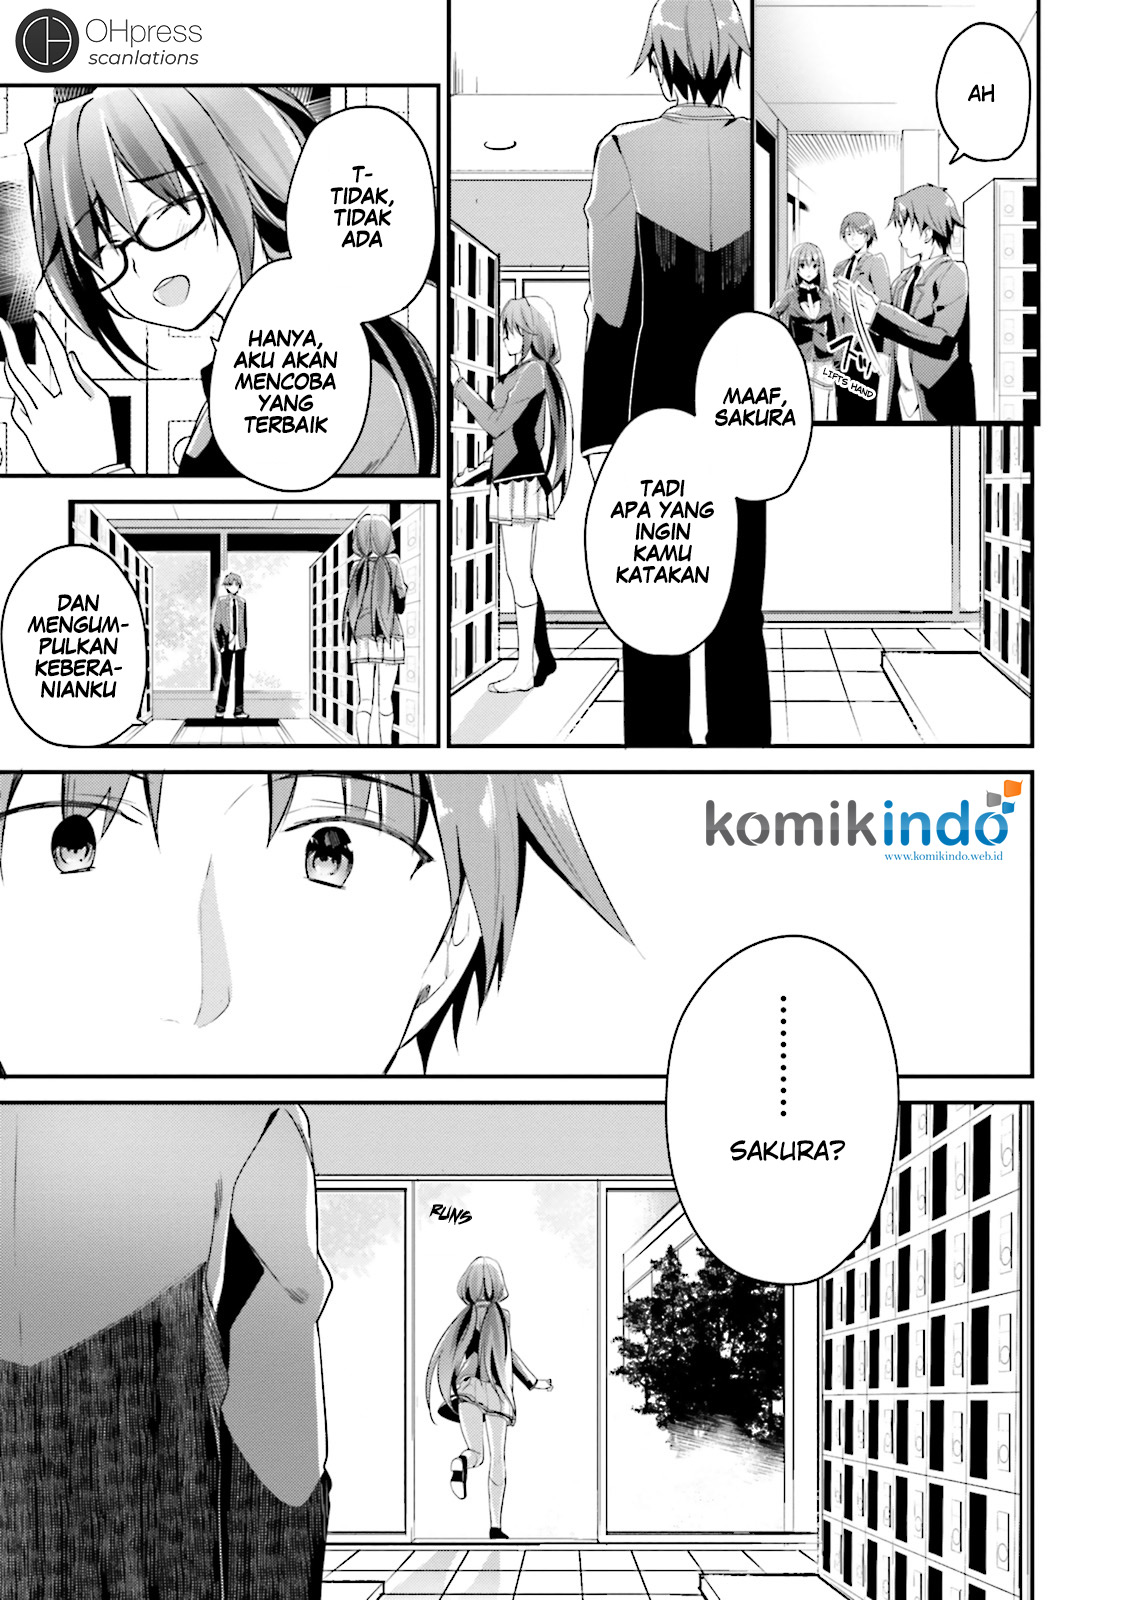 OHpress
scanlations
AH
LIFTS HAND
MAAF,
SAKURA
TADI
APA YANG
INGIN
KAMU
KATAKAN
T-
TIDAK,
TIDAK
ADA
HANYA,
AKU AKAN
MENCOBA
YANG
TERBAIK
DAN
MENGUM-
PULKAN
KEBERA-
NIANKU
komikindo
www.komikindo.web.id
..........
SAKURA?
RUNS